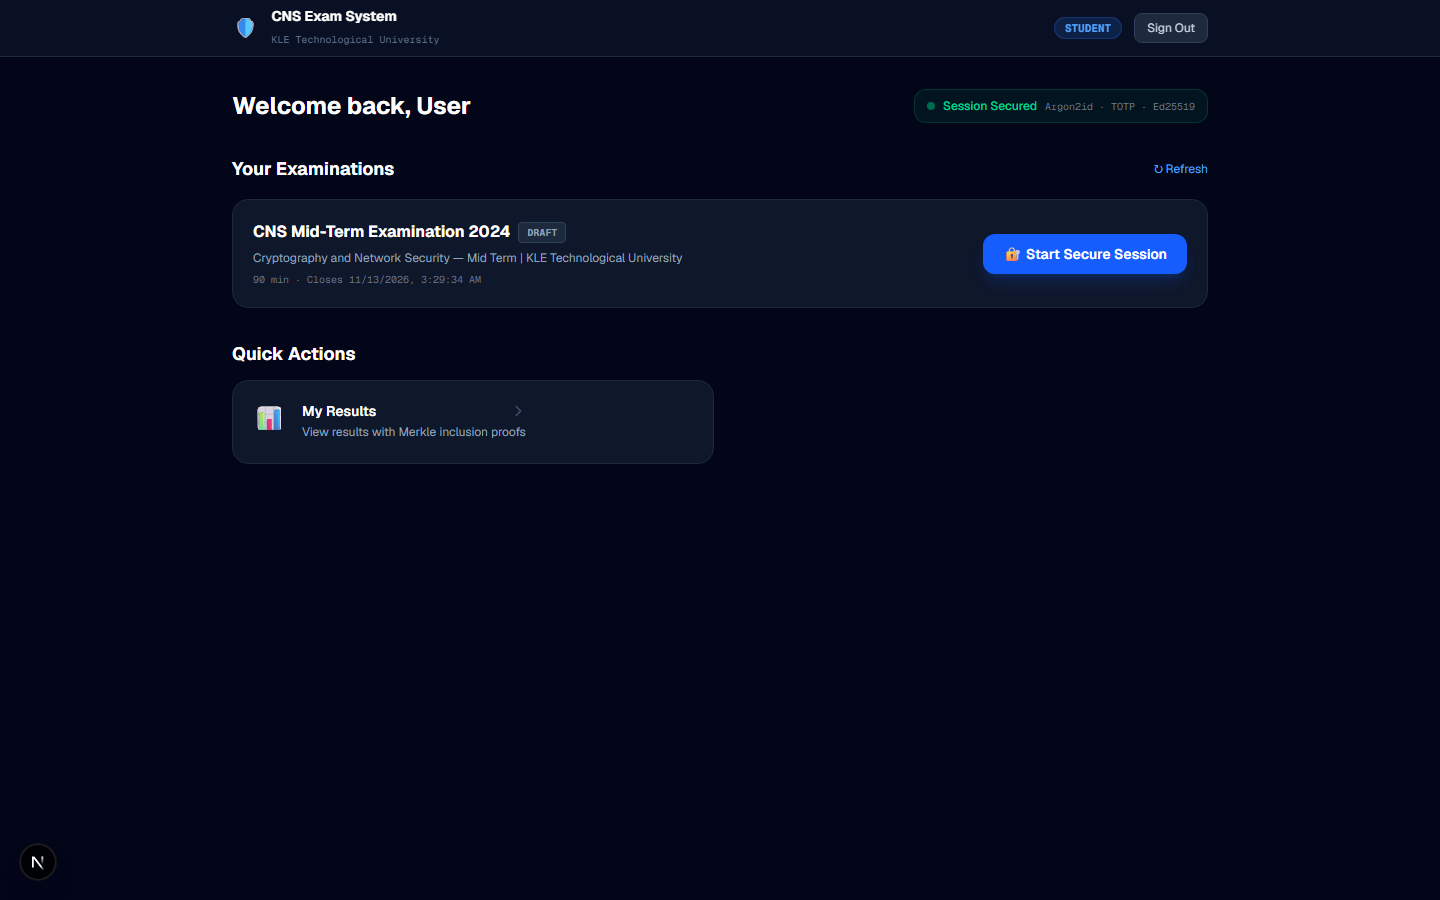 CNS Exam System
KLE Technological University
STUDENT
Sign Out
Welcome back, User
Session Secured Argon2id · TOTP · Ed25519
Your Examinations
↻ Refresh
CNS Mid-Term Examination 2024 DRAFT
Cryptography and Network Security — Mid Term | KLE Technological University
90 min · Closes 11/13/2026, 3:29:34 AM
Start Secure Session
Quick Actions
My Results
View results with Merkle inclusion proofs
N